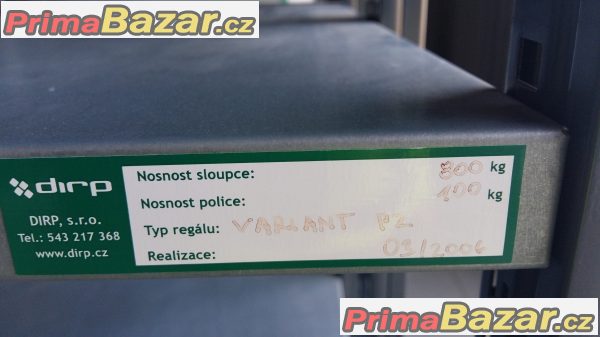 PrimaBazar.cz
dirp
DIRP, s.r.o.
Tel.: 543 217 368
www.dirp.cz
Nosnost sloupce: 800 kg
Nosnost police: 100 kg
Typ regálu: VARIANT PZ
Realizace: 09/2006
PrimaBazar.cz